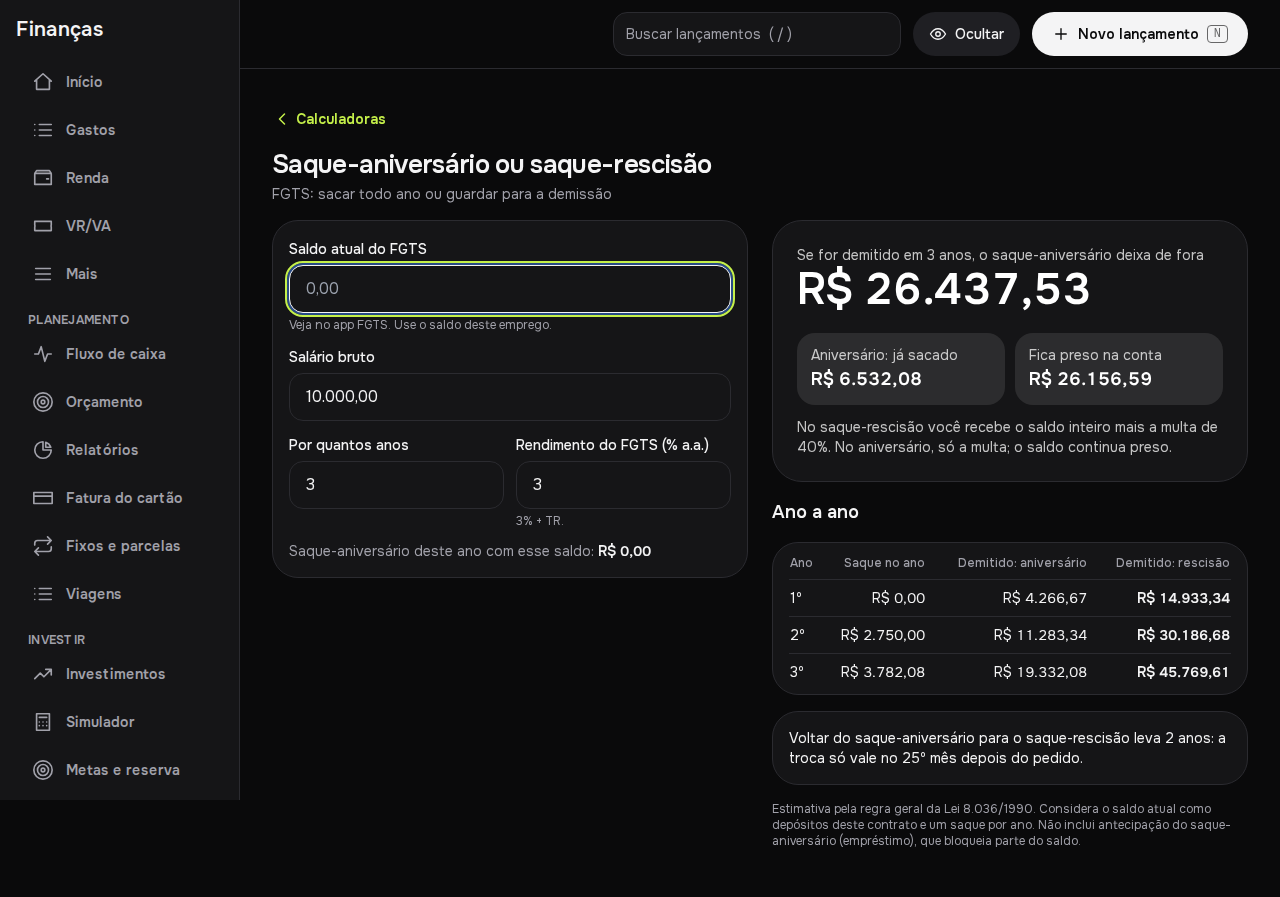 Finanças
Buscar lançamentos ( / )
Ocultar
Novo lançamento N
Início
Gastos
Renda
VR/VA
Mais
PLANEJAMENTO
Fluxo de caixa
Orçamento
Relatórios
Fatura do cartão
Fixos e parcelas
Viagens
INVESTIR
Investimentos
Simulador
Metas e reserva
Calculadoras
Saque-aniversário ou saque-rescisão
FGTS: sacar todo ano ou guardar para a demissão
Saldo atual do FGTS
0,00
Veja no app FGTS. Use o saldo deste emprego.
Salário bruto
10.000,00
Por quantos anos
3
Rendimento do FGTS (% a.a.)
3
3% + TR.
Saque-aniversário deste ano com esse saldo: R$ 0,00
Se for demitido em 3 anos, o saque-aniversário deixa de fora
R$ 26.437,53
Aniversário: já sacado
R$ 6.532,08
Fica preso na conta
R$ 26.156,59
No saque-rescisão você recebe o saldo inteiro mais a multa de
40%. No aniversário, só a multa; o saldo continua preso.
Ano a ano
Ano Saque no ano Demitido: aniversário Demitido: rescisão
1º R$ 0,00 R$ 4.266,67 R$ 14.933,34
2º R$ 2.750,00 R$ 11.283,34 R$ 30.186,68
3º R$ 3.782,08 R$ 19.332,08 R$ 45.769,61
Voltar do saque-aniversário para o saque-rescisão leva 2 anos: a
troca só vale no 25º mês depois do pedido.
Estimativa pela regra geral da Lei 8.036/1990. Considera o saldo atual como
depósitos deste contrato e um saque por ano. Não inclui antecipação do saque-
aniversário (empréstimo), que bloqueia parte do saldo.